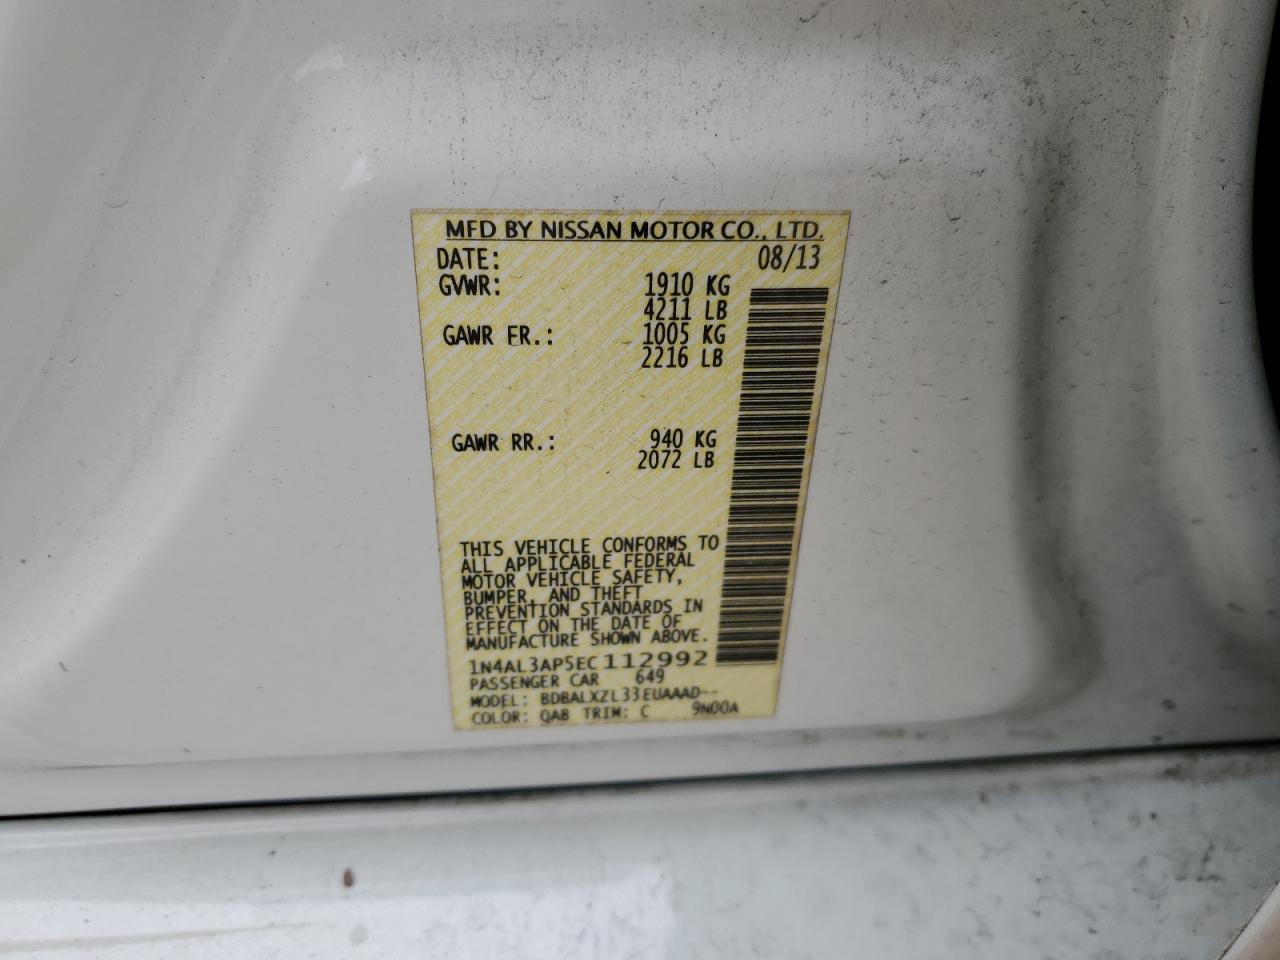 MFD BY NISSAN MOTOR CO., LTD.
DATE: 08/13
GVWR: 1910 KG
4211 LB
GAWR FR.: 1005 KG
2216 LB
GAWR RR.: 940 KG
2072 LB
THIS VEHICLE CONFORMS TO
ALL APPLICABLE FEDERAL
MOTOR VEHICLE SAFETY,
BUMPER, AND THEFT
PREVENTION STANDARDS IN
EFFECT ON THE DATE OF
MANUFACTURE SHOWN ABOVE.
1N4AL3AP5EC112992
PASSENGER CAR 649
MODEL: BDBALXZL33EUAAAD--
COLOR: QAB TRIM: C 9N00A